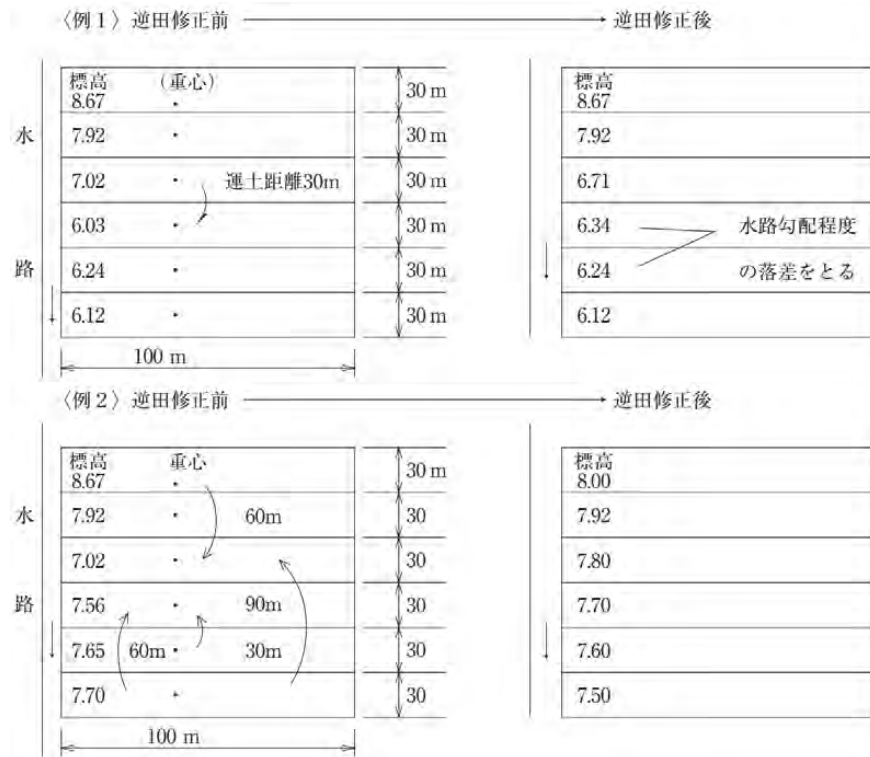 〈例1〉逆田修正前 逆田修正後
標高 (重心) 30 m 標高
8.67 8.67
水 7.92 30 m 7.92
7.02 運土距離30m 30 m 6.71
6.03 30 m 6.34 水路勾配程度
路 6.24 30 m 6.24 の落差をとる
6.12 30 m 6.12
100 m
〈例2〉逆田修正前 逆田修正後
標高 重心 30 m 標高
8.67 8.00
水 7.92 60m 30 7.92
7.02 30 7.80
路 7.56 90m 30 7.70
7.65 60m 30m 30 7.60
7.70 30 7.50
100 m